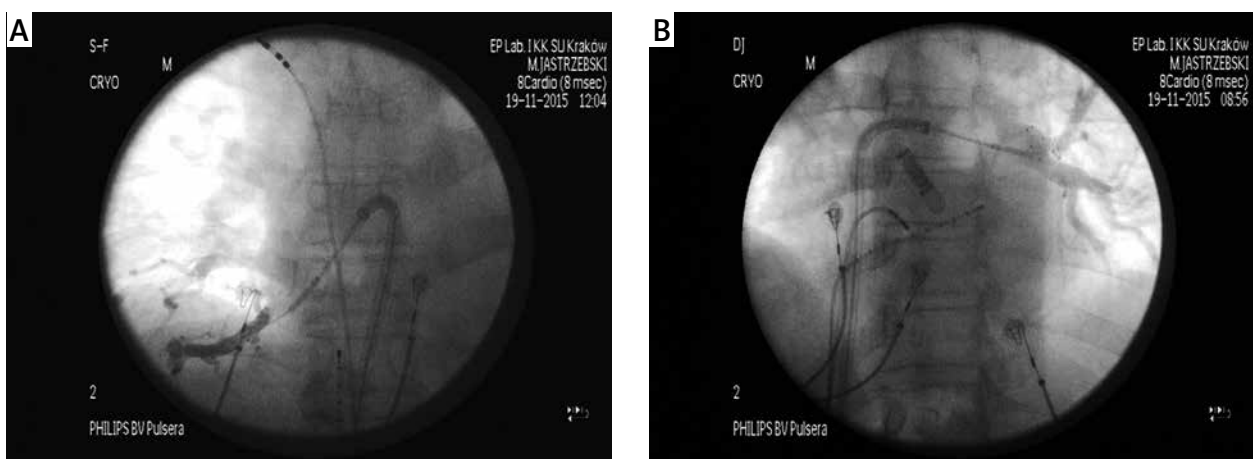 A
S-F
CRYO
M
EP Lab. I KK SU Kraków
M.JASTRZEBSKI
8Cardio (8 msec)
19-11-2015 12:04
2
PHILIPS BV Pulsera
B
DJ
CRYO
M
EP Lab. I KK SU Kraków
M.JASTRZEBSKI
8Cardio (8 msec)
19-11-2015 08:56
2
PHILIPS BV Pulsera